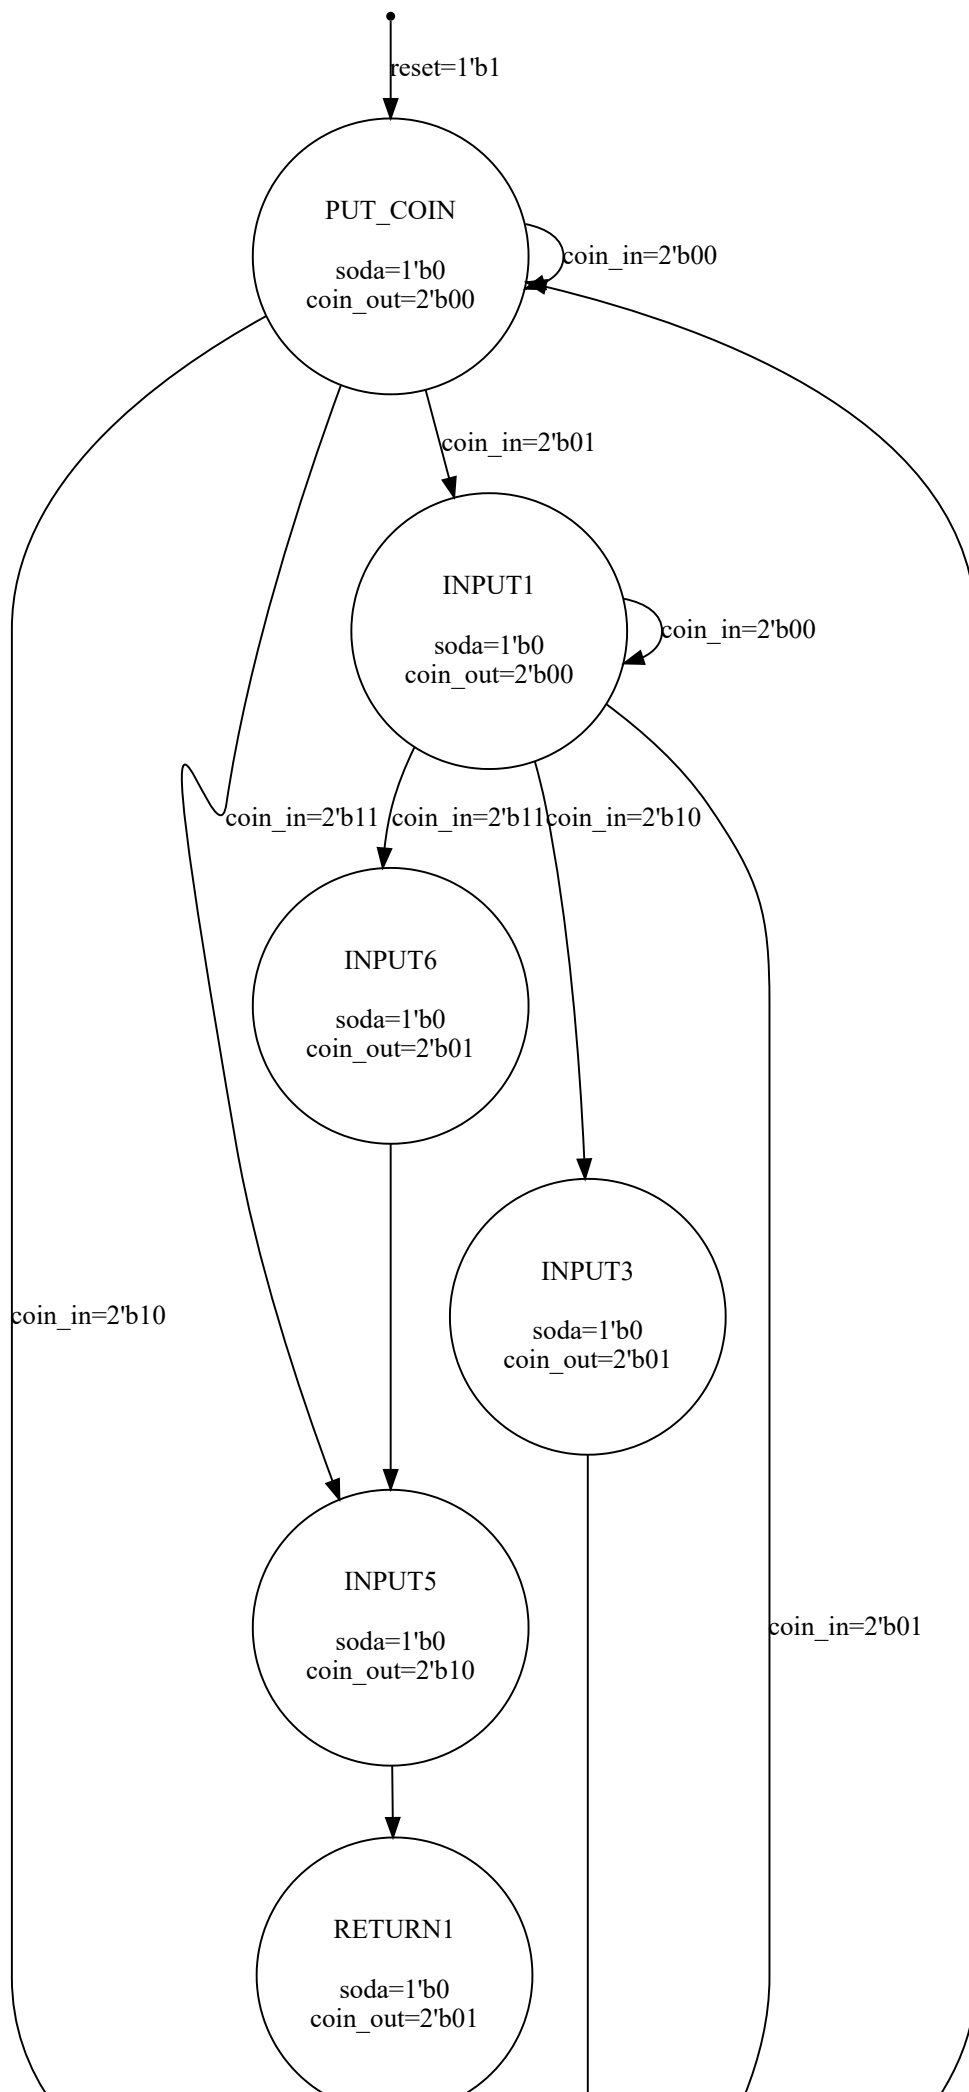 reset=1'b1
PUT_COIN
soda=1'b0
coin_out=2'b00
coin_in=2'b00
coin_in=2'b01
INPUT1
soda=1'b0
coin_out=2'b00
coin_in=2'b00
coin_in=2'b11
coin_in=2'b11
coin_in=2'b10
INPUT6
soda=1'b0
coin_out=2'b01
INPUT3
soda=1'b0
coin_out=2'b01
coin_in=2'b10
INPUT5
soda=1'b0
coin_out=2'b10
coin_in=2'b01
RETURN1
soda=1'b0
coin_out=2'b01